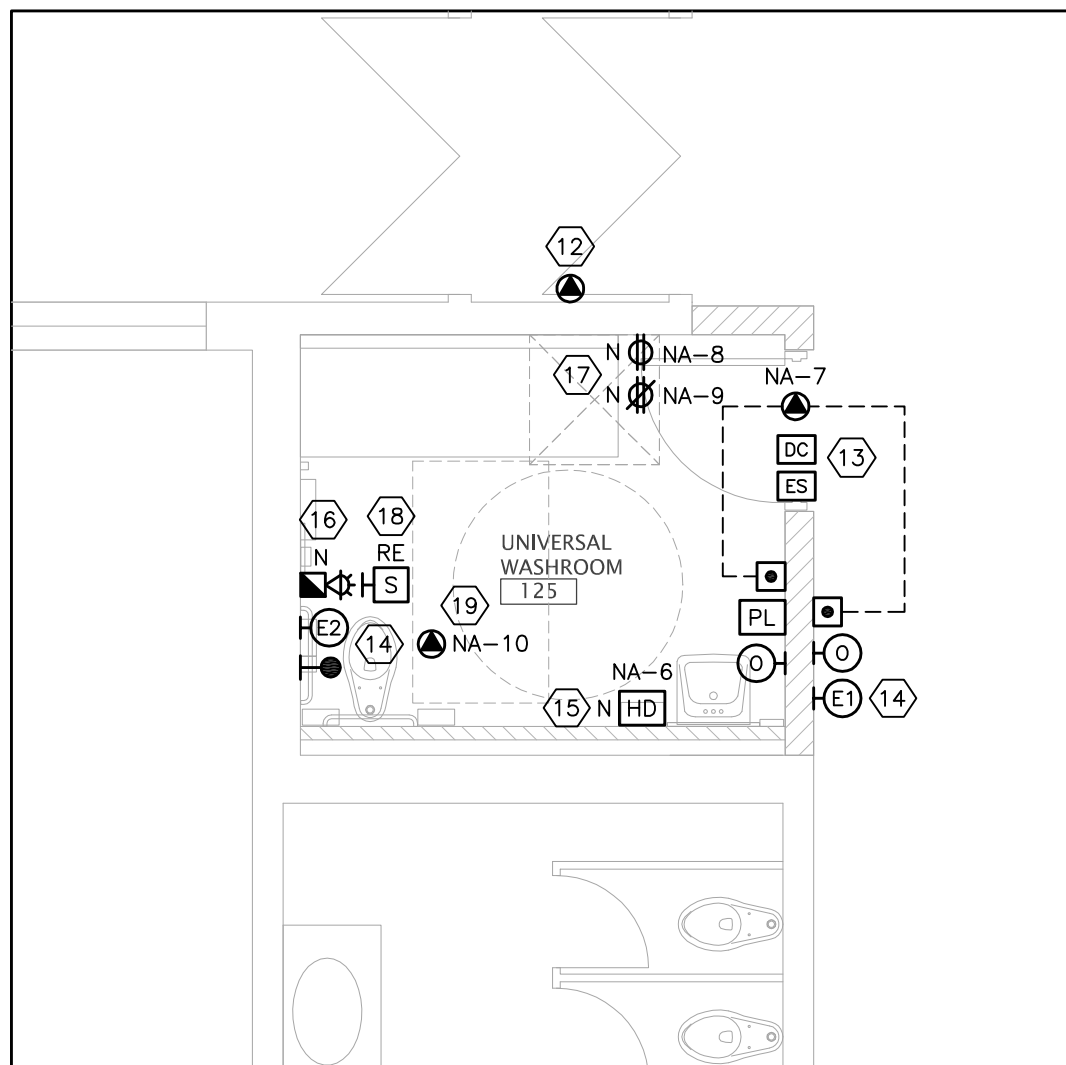 12
N NA-8
17
N NA-9
NA-7
DC
13
ES
16
18
N
RE
S
UNIVERSAL
WASHROOM
125
19
E2
14
NA-10
PL
O
O
NA-6
15
N HD
E1
14